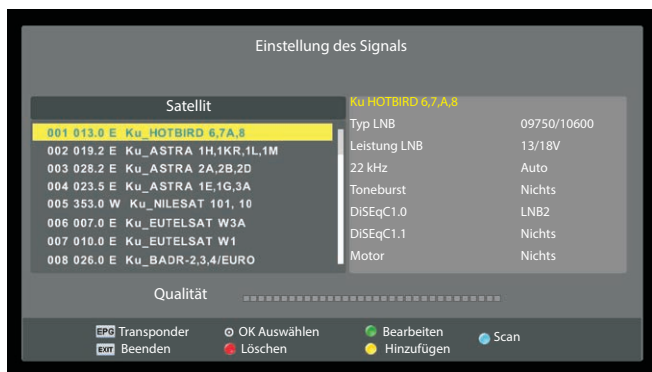 Einstellung des Signals
Satellit
001 013.0 E Ku_HOTBIRD 6,7A,8
002 019.2 E Ku_ASTRA 1H,1KR,1L,1M
003 028.2 E Ku_ASTRA 2A,2B,2D
004 023.5 E Ku_ASTRA 1E,1G,3A
005 353.0 W Ku_NILESAT 101, 10
006 007.0 E Ku_EUTELSAT W3A
007 010.0 E Ku_EUTELSAT W1
008 026.0 E Ku_BADR-2,3,4/EURO
Ku HOTBIRD 6,7,A,8
Typ LNB 09750/10600
Leistung LNB 13/18V
22 kHz Auto
Toneburst Nichts
DiSEqC1.0 LNB2
DiSEqC1.1 Nichts
Motor Nichts
Qualität
EPG Transponder OK Auswählen Bearbeiten Scan
EXIT Beenden Löschen Hinzufügen